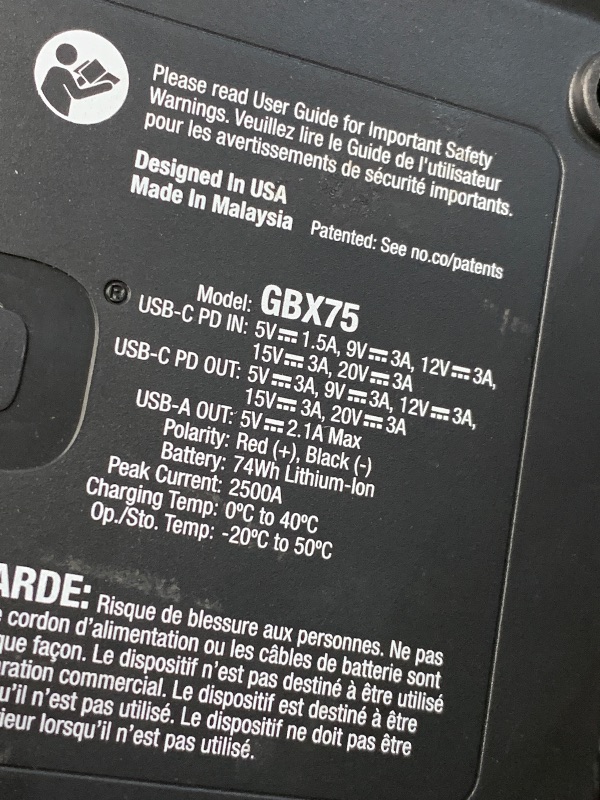 Please read User Guide for Important Safety
Warnings. Veuillez lire le Guide de l'utilisateur
pour les avertissements de sécurité importants.
Designed In USA
Made In Malaysia
Patented: See no.co/patents
Model: GBX75
USB-C PD IN: 5V⎓1.5A, 9V⎓3A, 12V⎓3A,
15V⎓3A, 20V⎓3A
USB-C PD OUT: 5V⎓3A, 9V⎓3A, 12V⎓3A,
15V⎓3A, 20V⎓3A
USB-A OUT: 5V⎓2.1A Max
Polarity: Red (+), Black (-)
Battery: 74Wh Lithium-Ion
Peak Current: 2500A
Charging Temp: 0ºC to 40ºC
Op./Sto. Temp: -20ºC to 50ºC
®
ARDE: Risque de blessure aux personnes. Ne pas
cordon d'alimentation ou les câbles de batterie sont
que façon. Le dispositif n'est pas destiné à être utilisé
ration commercial. Le dispositif est destiné à être
u'il n'est pas utilisé. Le dispositif ne doit pas être
ieur lorsqu'il n'est pas utilisé.